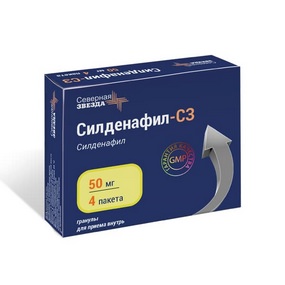 Северная
ЗВЕЗДА
Силденафил-СЗ
Силденафил
50 мг
4 пакета
GMP
гранулы
для приема внутрь